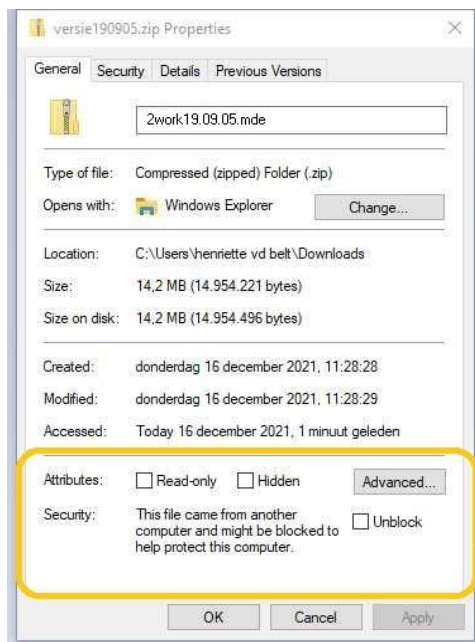 versie190905.zip Properties
General Security Details Previous Versions
2work19.09.05.mde
Type of file: Compressed (zipped) Folder (.zip)
Opens with: Windows Explorer Change...
Location: C:\Users\henriette vd belt\Downloads
Size: 14,2 MB (14.954.221 bytes)
Size on disk: 14,2 MB (14.954.496 bytes)
Created: donderdag 16 december 2021, 11:28:28
Modified: donderdag 16 december 2021, 11:28:29
Accessed: Today 16 december 2021, 1 minuut geleden
Attributes: Read-only Hidden Advanced...
Security: This file came from another
computer and might be blocked to Unblock
help protect this computer.
OK Cancel Apply